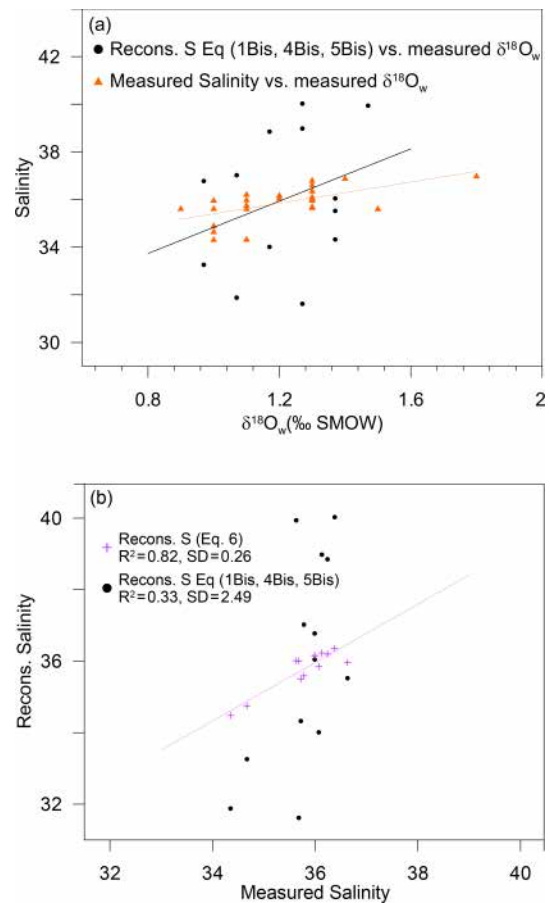 (a)
Recons. S Eq (1Bis, 4Bis, 5Bis) vs. measured δ¹⁸Ow
Measured Salinity vs. measured δ¹⁸Ow
42
39
36
33
30
Salinity
0.8 1.2 1.6 2
δ¹⁸Ow(‰ SMOW)
(b)
Recons. S (Eq. 6)
R²=0.82, SD=0.26
Recons. S Eq (1Bis, 4Bis, 5Bis)
R²=0.33, SD=2.49
40
38
36
34
32
Recons. Salinity
32 34 36 38 40
Measured Salinity